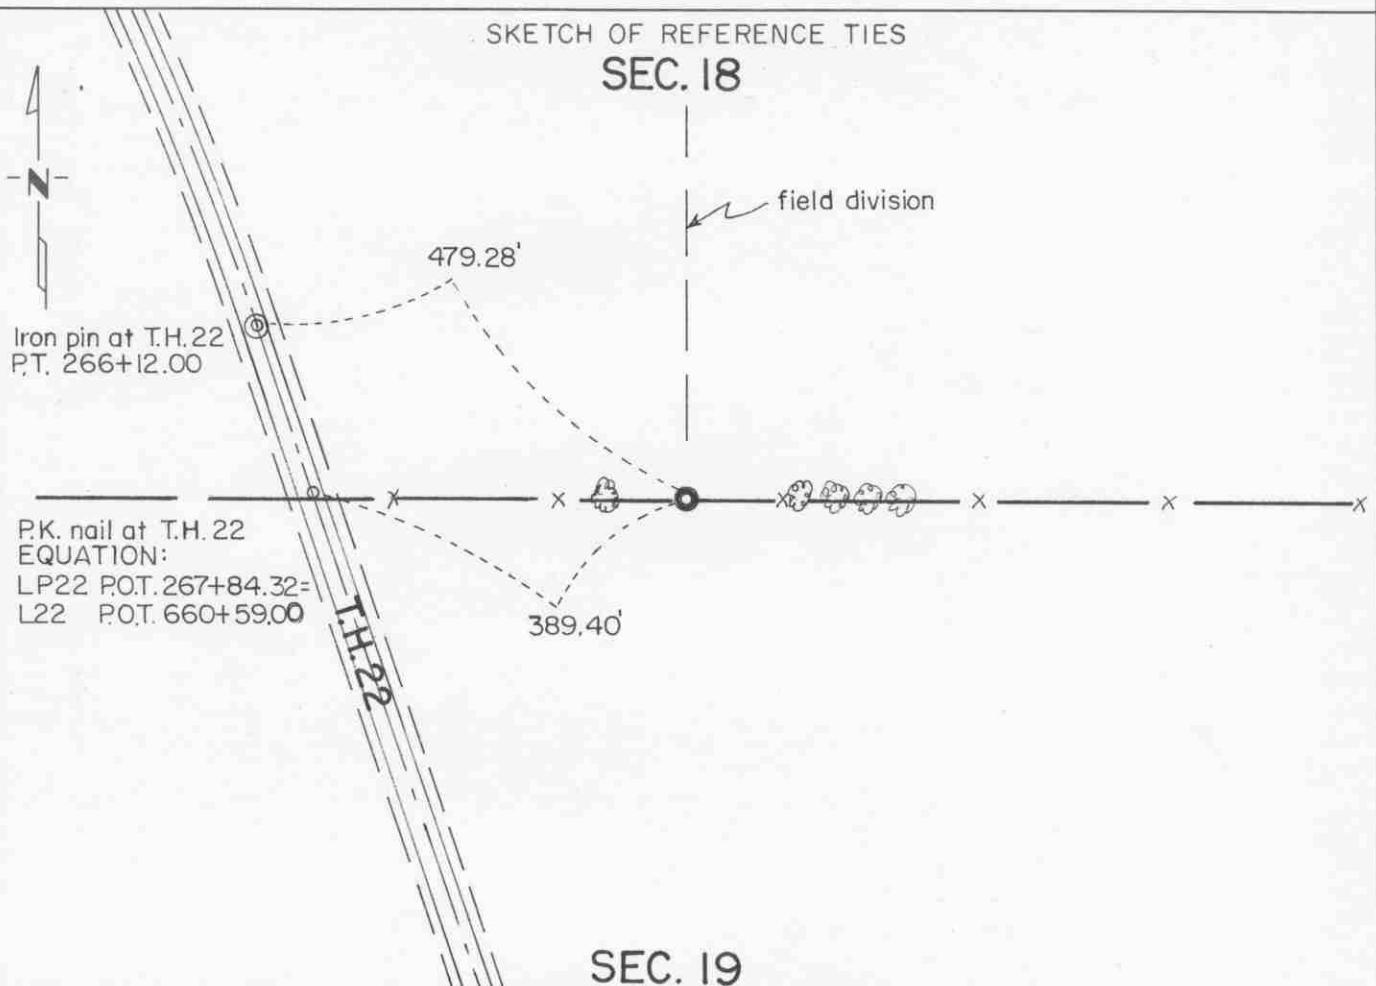 SKETCH OF REFERENCE TIES
SEC. 18
N
field division
479.28'
Iron pin at T.H.22
P.T. 266+12.00
P.K. nail at T.H. 22
EQUATION:
LP22 P.O.T. 267+84.32=
L22 P.O.T. 660+59.00
389.40'
T.H.22
SEC. 19